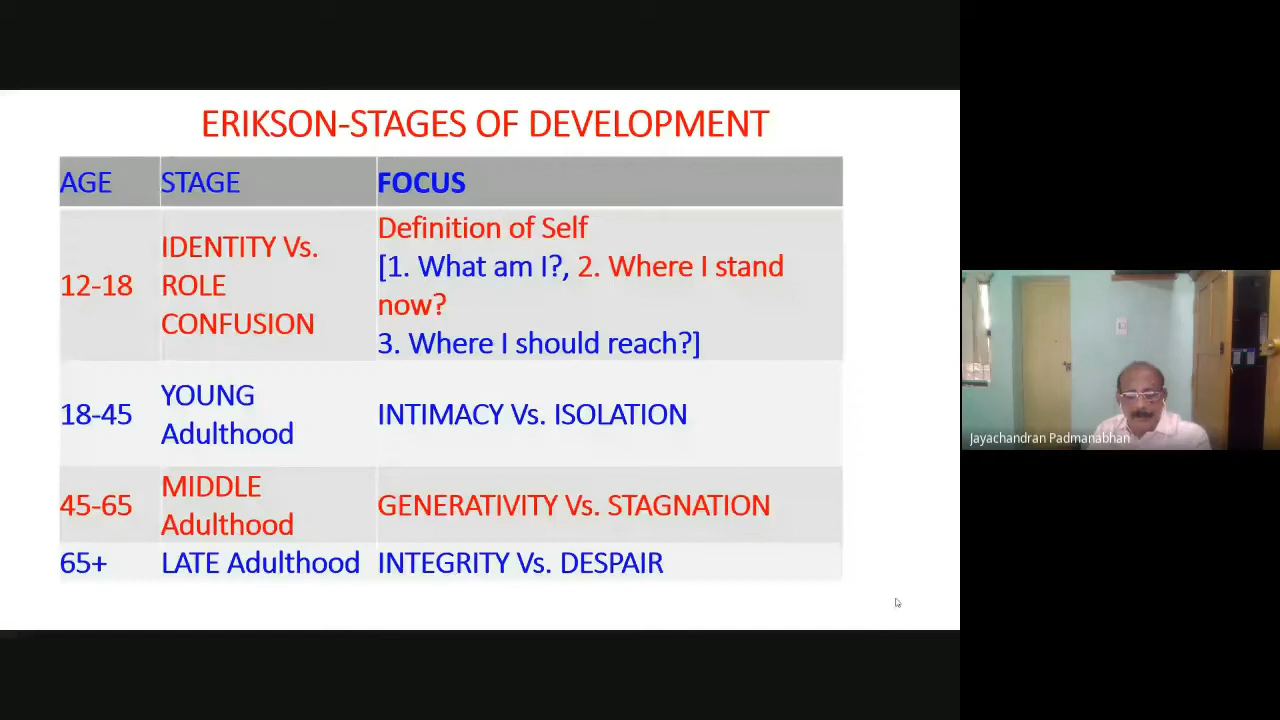 ERIKSON-STAGES OF DEVELOPMENT
AGE STAGE FOCUS
12-18
IDENTITY Vs.
ROLE
CONFUSION
Definition of Self
[1. What am I?, 2. Where I stand
now?
3. Where I should reach?]
18-45
YOUNG
Adulthood
INTIMACY Vs. ISOLATION
45-65
MIDDLE
Adulthood
GENERATIVITY Vs. STAGNATION
65+ LATE Adulthood INTEGRITY Vs. DESPAIR
Jayachandran Padmanabhan